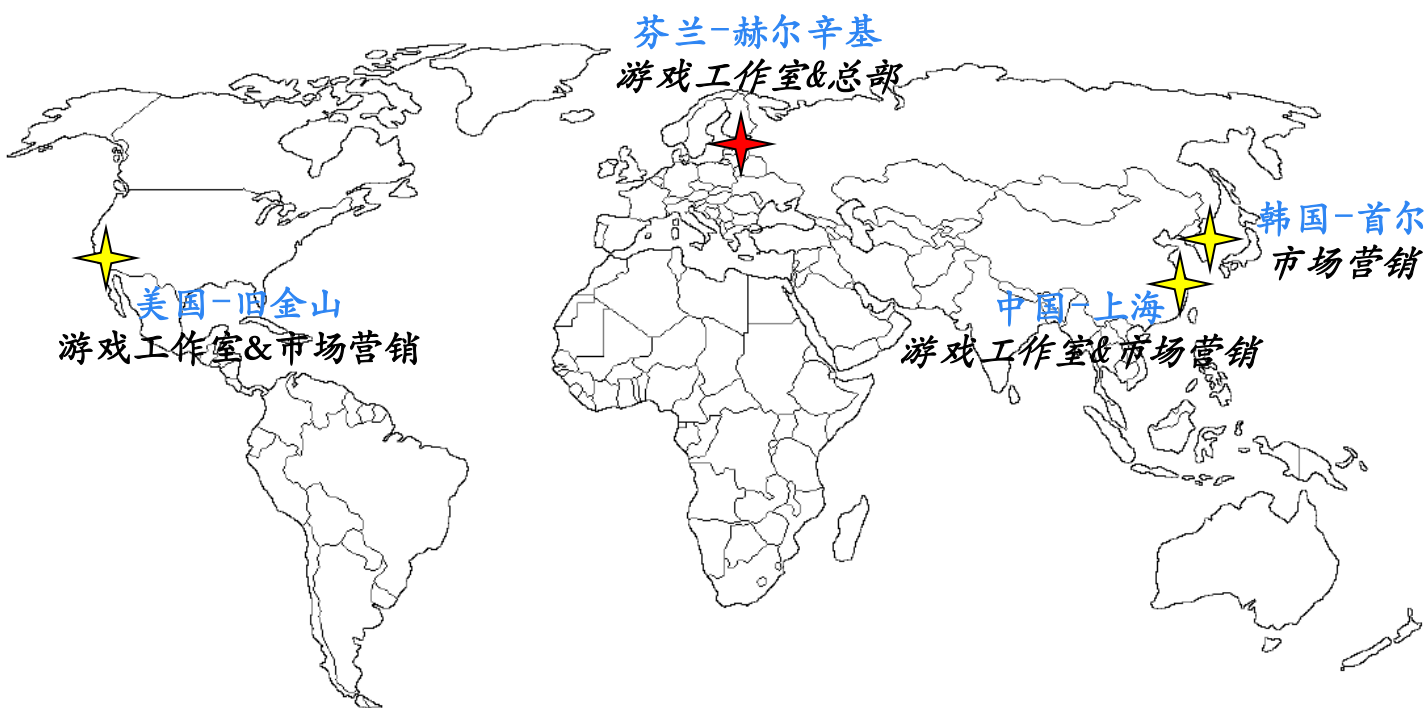 芬兰-赫尔辛基
游戏工作室&总部
韩国-首尔
市场营销
美国-旧金山
游戏工作室&市场营销
中国-上海
游戏工作室&市场营销